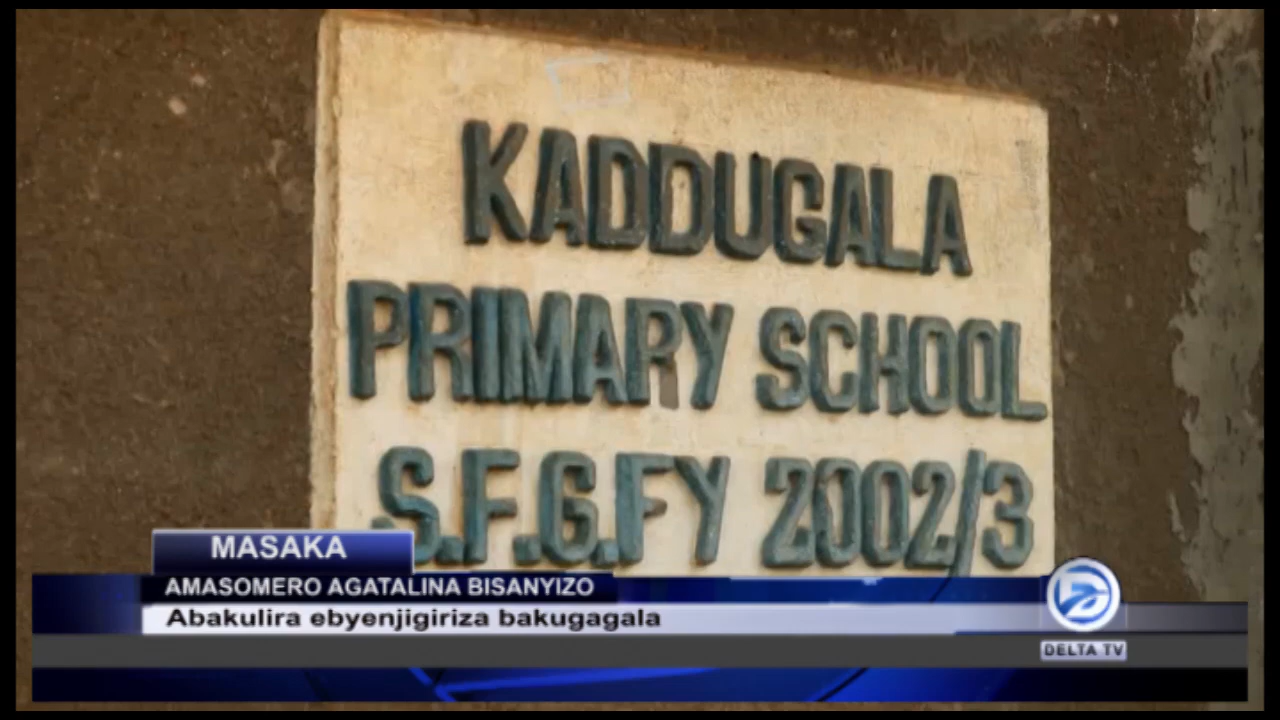 KADDUGALA
PRIMARY SCHOOL
S.F.G.FY 2002/3
MASAKA
AMASOMERO AGATALINA BISANYIZO
Abakulira ebyenjigiriza bakugagala
DELTA TV